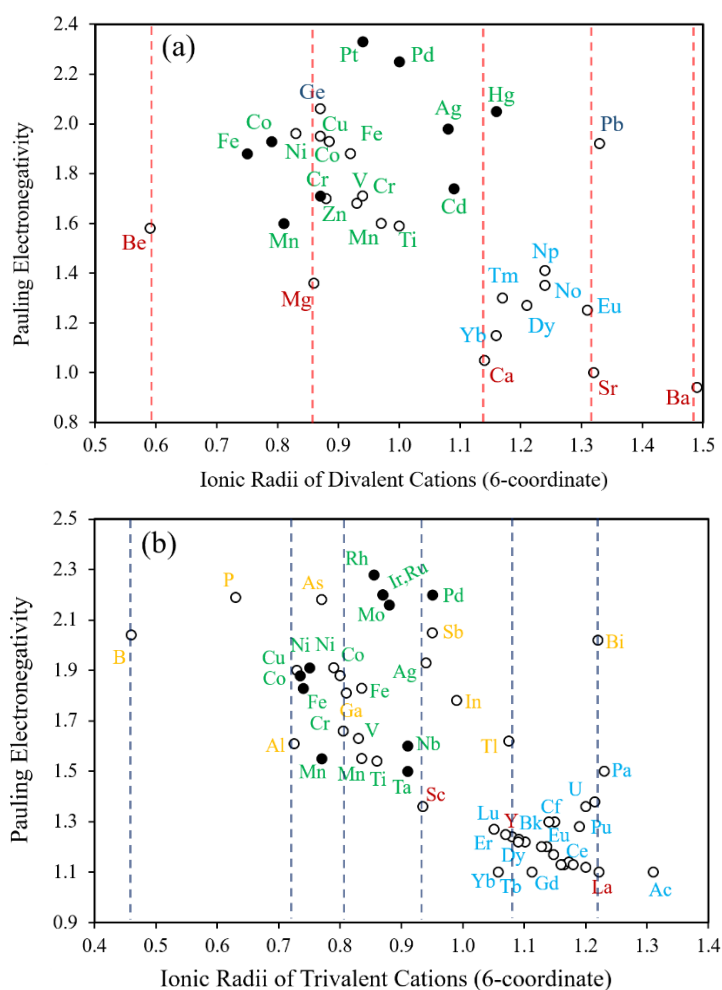 2.4
(a)
Pt
Pd
2.2
Ge
Ag
Hg
Co
Cu
Fe
Pb
2.0
Fe
Ni
Co
1.8
Cr
V
Cr
Cd
Zn
1.6
Be
Mn
Mn
Ti
Np
1.4
Mg
Tm
No
Eu
1.2
Yb
Dy
1.0
Ca
Sr
Ba
0.8
Pauling Electronegativity
0.5 0.6 0.7 0.8 0.9 1.0 1.1 1.2 1.3 1.4 1.5
Ionic Radii of Divalent Cations (6-coordinate)
2.5
(b)
Rh
Ir,Ru
2.3
P
As
Mo
Pd
2.1
Sb
B
Ni Ni
Co
Bi
1.9
Cu
Ag
Co
Fe
Fe
Ga
In
1.7
Cr
V
Al
Nb
Tl
Mn
Mn
Ti
Ta
Pa
1.5
Sc
U
Lu
Y
Cf
1.3
Er
Bk
Eu
Pu
Dy
Ce
1.1
Yb
Tb
Gd
La
Ac
0.9
Pauling Electronegativity
0.4 0.5 0.6 0.7 0.8 0.9 1.0 1.1 1.2 1.3 1.4
Ionic Radii of Trivalent Cations (6-coordinate)